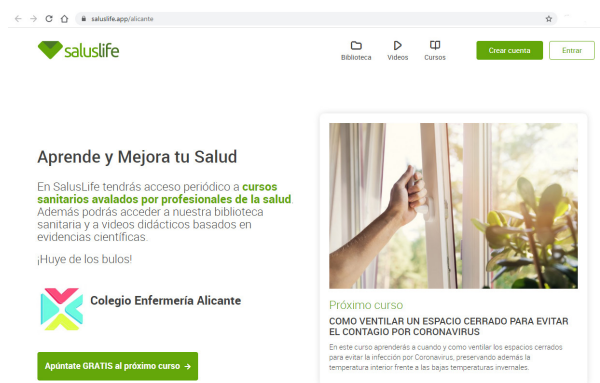 saluslife.app/alicante
saluslife
Biblioteca Videos Cursos Crear cuenta Entrar
Aprende y Mejora tu Salud
En SalusLife tendrás acceso periódico a cursos
sanitarios avalados por profesionales de la salud
Además podrás acceder a nuestra biblioteca
sanitaria y a videos didácticos basados en
evidencias científicas.
¡Huye de los bulos!
Colegio Enfermería Alicante
Apúntate GRATIS al próximo curso →
Próximo curso
COMO VENTILAR UN ESPACIO CERRADO PARA EVITAR
EL CONTAGIO POR CORONAVIRUS
En este curso aprenderás a cuando y como ventilar los espacios cerrados
para evitar la infección por Coronavirus, preservando además la
temperatura interior frente a las bajas temperaturas invernales.